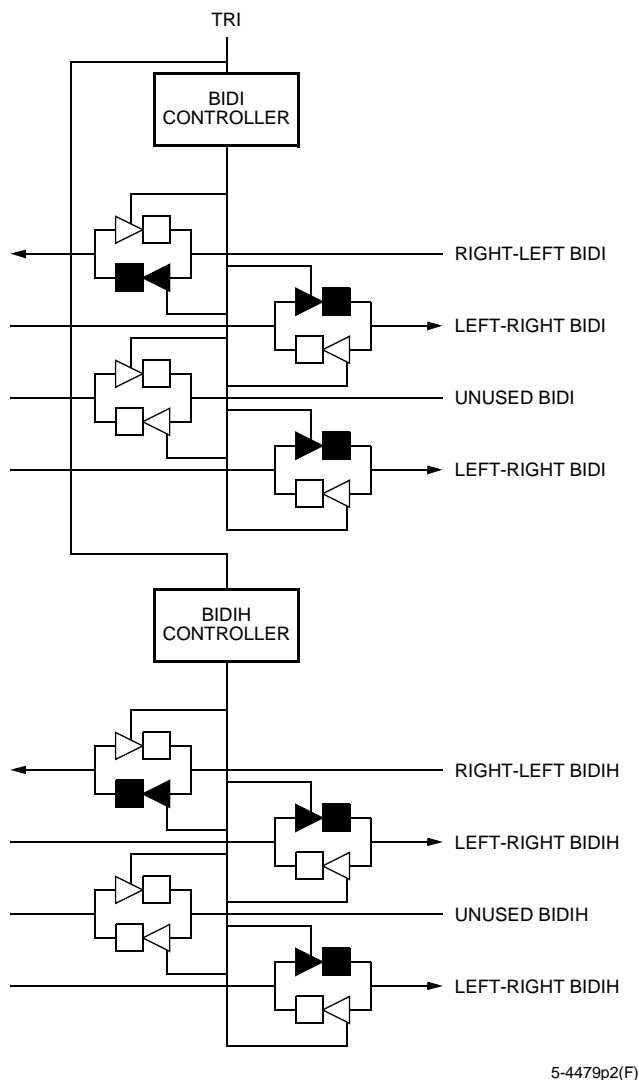 TRI
BIDI
CONTROLLER
RIGHT-LEFT BIDI
LEFT-RIGHT BIDI
UNUSED BIDI
LEFT-RIGHT BIDI
BIDIH
CONTROLLER
RIGHT-LEFT BIDIH
LEFT-RIGHT BIDIH
UNUSED BIDIH
LEFT-RIGHT BIDIH
5-4479p2(F)